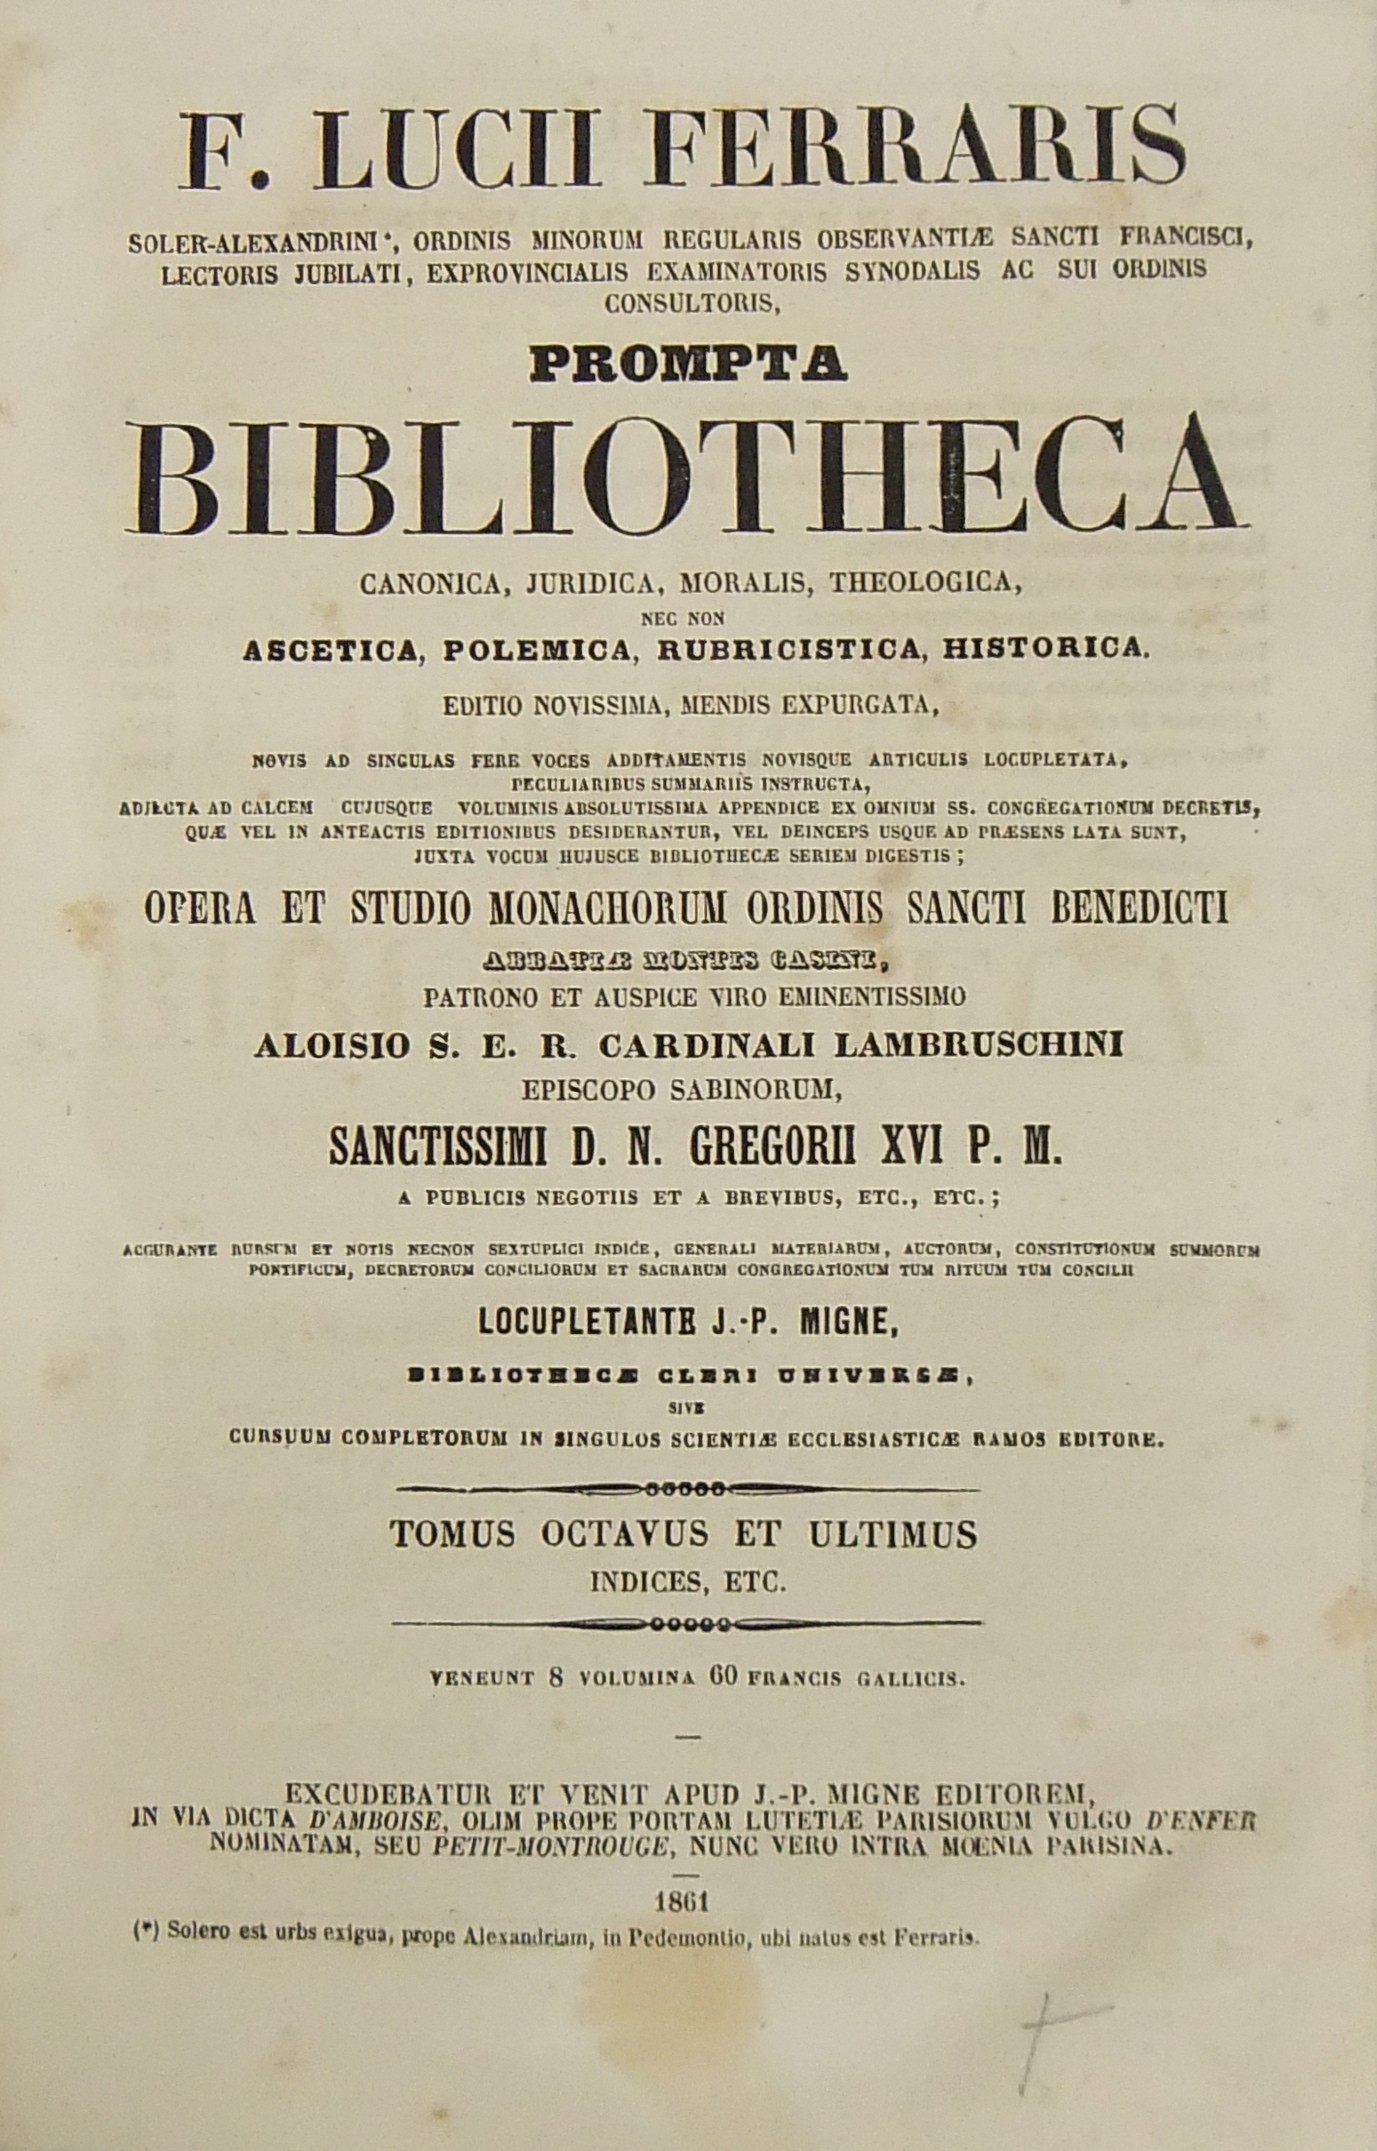 F. LUCII FERRARIS
SOLER-ALEXANDRINI*, ORDINIS MINORUM REGULARIS OBSERVANTIÆ SANCTI FRANCISCI,
LECTORIS JUBILATI, EXPROVINCIALIS EXAMINATORIS SYNODALIS AC SUI ORDINIS
CONSULTORIS,
PROMPTA
BIBLIOTHECA
CANONICA, JURIDICA, MORALIS, THEOLOGICA,
NEC NON
ASCETICA, POLEMICA, RUBRICISTICA, HISTORICA.
EDITIO NOVISSIMA, MENDIS EXPURGATA,
NOVIS AD SINGULAS FERE VOCES ADDITAMENTIS NOVISQUE ARTICULIS LOCUPLETATA,
PECULIARIBUS SUMMARIIS INSTRUCTA,
ADJECTA AD CALCEM CUJUSQUE VOLUMINIS ABSOLUTISSIMA APPENDICE EX OMNIUM SS. CONGREGATIONUM DECRETIS,
QUÆ VEL IN ANTEACTIS EDITIONIBUS DESIDERANTUR, VEL DEINCEPS USQUE AD PRÆSENS LATA SUNT,
JUXTA VOCUM HUJUSCE BIBLIOTHECÆ SERIEM DIGESTIS;
OPERA ET STUDIO MONACHORUM ORDINIS SANCTI BENEDICTI
ABBATIÆ MONTIS CASINI,
PATRONO ET AUSPICE VIRO EMINENTISSIMO
ALOISIO S. E. R. CARDINALI LAMBRUSCHINI
EPISCOPO SABINORUM,
SANCTISSIMI D. N. GREGORII XVI P. M.
A PUBLICIS NEGOTIIS ET A BREVIBUS, ETC., ETC.;
ACCURANTE RURSUM ET NOTIS NECNON SEXTUPLICI INDICE, GENERALI MATERIARUM, AUCTORUM, CONSTITUTIONUM SUMMORUM
PONTIFICUM, DECRETORUM CONCILIORUM ET SACRARUM CONGREGATIONUM TUM RITUUM TUM CONCILII
LOCUPLETANTE J.-P. MIGNE,
BIBLIOTHECÆ CLERI UNIVERSÆ,
SIVE
CURSUUM COMPLETORUM IN SINGULOS SCIENTIÆ ECCLESIASTICÆ RAMOS EDITORE.
TOMUS OCTAVUS ET ULTIMUS
INDICES, ETC.
VENEUNT 8 VOLUMINA 60 FRANCIS GALLICIS.
EXCUDEBATUR ET VENIT APUD J.-P. MIGNE EDITOREM,
IN VIA DICTA D'AMBOISE, OLIM PROPE PORTAM LUTETIÆ PARISIORUM VULGO D'ENFER
NOMINATAM, SEU PETIT-MONTROUGE, NUNC VERO INTRA MOENIA PARISINA.
1861
(*) Solero est urbs exigua, prope Alexandriam, in Pedemontio, ubi natus est Ferraris.